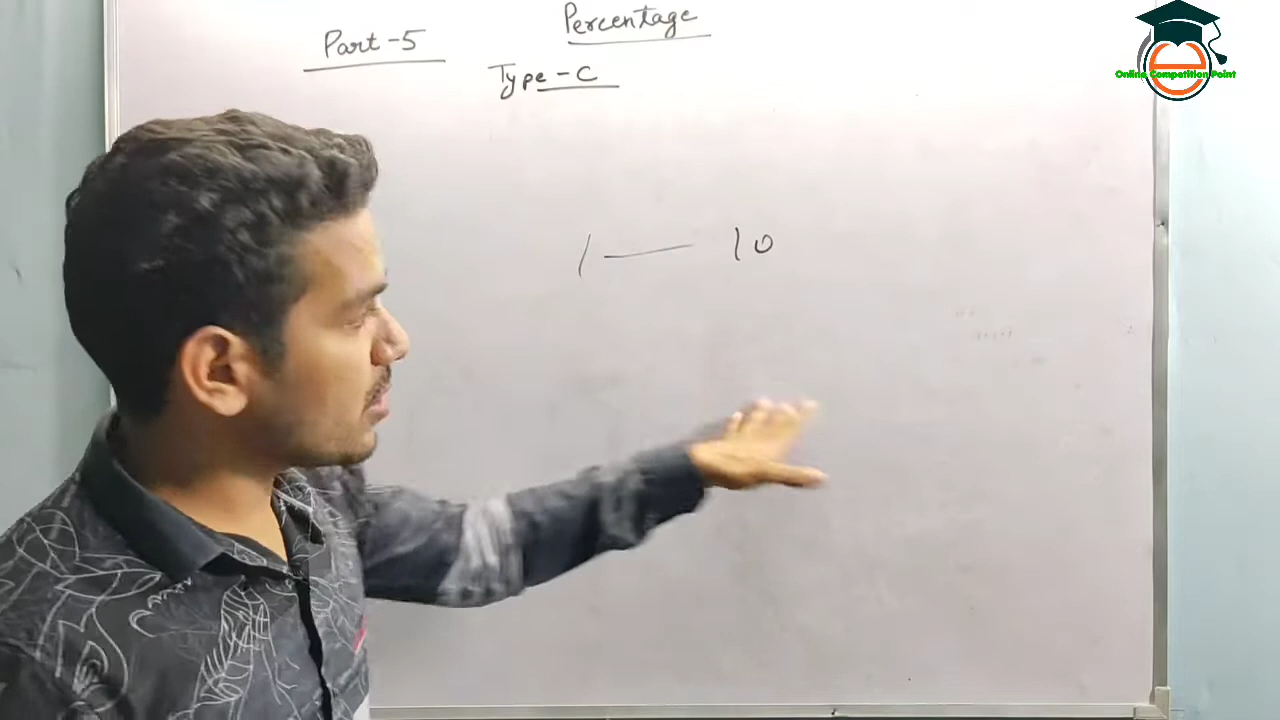 Percentage
Part-5
Type-C
1 — 10
Online Competition Point